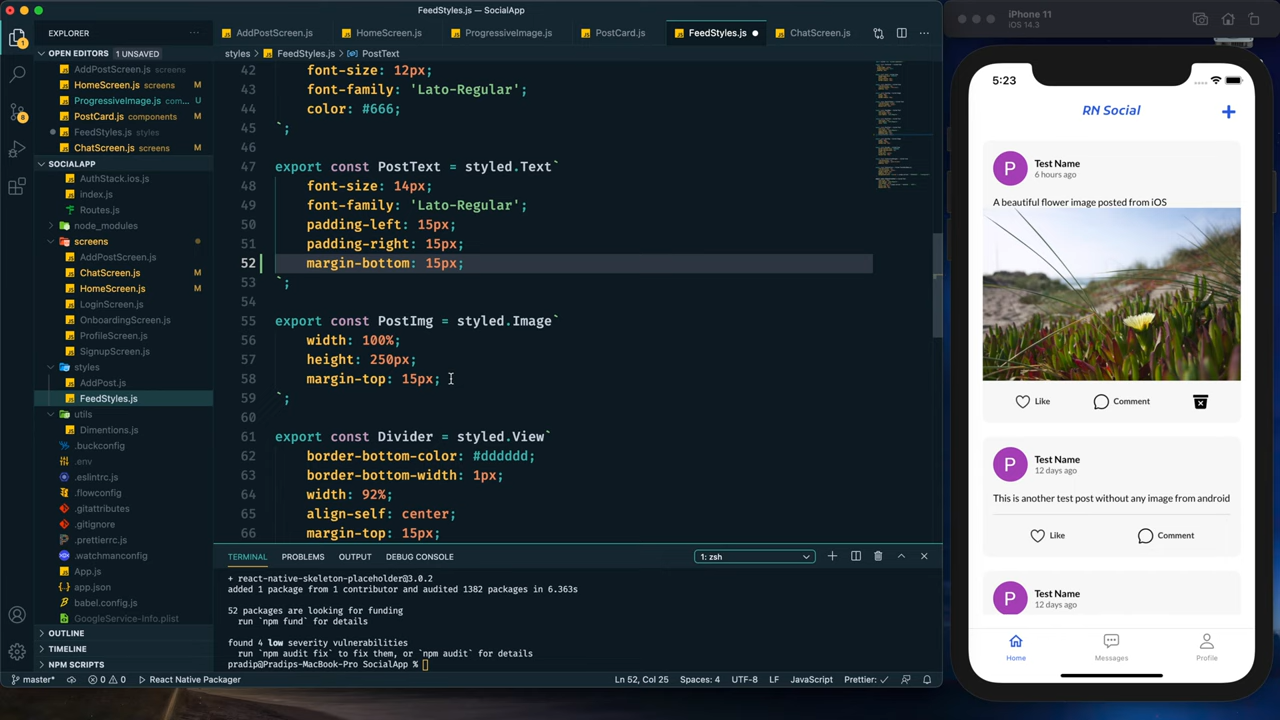 FeedStyles.js — SocialApp
iPhone 11
iOS 14.3
EXPLORER
AddPostScreen.js
HomeScreen.js
ProgressiveImage.js
PostCard.js
FeedStyles.js
ChatScreen.js
OPEN EDITORS 1 UNSAVED
AddPostScreen.js screens
HomeScreen.js screens M
ProgressiveImage.js com... U
PostCard.js components M
FeedStyles.js styles
ChatScreen.js screens M
SOCIALAPP
AuthStack.ios.js
index.js
Routes.js
node_modules
screens
AddPostScreen.js
ChatScreen.js M
HomeScreen.js M
LoginScreen.js
OnboardingScreen.js
ProfileScreen.js
SignupScreen.js
styles
AddPost.js
FeedStyles.js
utils
Dimentions.js
.buckconfig
.env
.eslintrc.js
.flowconfig
.gitattributes
.gitignore
.prettierrc.js
.watchmanconfig
App.js
app.json
babel.config.js
GoogleService-Info.plist
OUTLINE
TIMELINE
NPM SCRIPTS
styles > FeedStyles.js > PostText
42 font-size: 12px;
43 font-family: 'Lato-Regular';
44 color: #666;
45 `;
46
47 export const PostText = styled.Text`
48 font-size: 14px;
49 font-family: 'Lato-Regular';
50 padding-left: 15px;
51 padding-right: 15px;
52 margin-bottom: 15px;
53 `;
54
55 export const PostImg = styled.Image`
56 width: 100%;
57 height: 250px;
58 margin-top: 15px;
59 `;
60
61 export const Divider = styled.View`
62 border-bottom-color: #dddddd;
63 border-bottom-width: 1px;
64 width: 92%;
65 align-self: center;
66 margin-top: 15px;
TERMINAL PROBLEMS OUTPUT DEBUG CONSOLE 1: zsh
+ react-native-skeleton-placeholder@3.0.2
added 1 package from 1 contributor and audited 1382 packages in 6.363s
52 packages are looking for funding
run `npm fund` for details
found 4 low severity vulnerabilities
run `npm audit fix` to fix them, or `npm audit` for details
pradip@Pradips-MacBook-Pro SocialApp %
master* 0 0 React Native Packager Ln 52, Col 25 Spaces: 4 UTF-8 LF JavaScript Prettier: ✓
1
8
5:23
RN Social
P
Test Name
6 hours ago
A beautiful flower image posted from iOS
Like Comment
P
Test Name
12 days ago
This is another test post without any image from android
Like Comment
P
Test Name
12 days ago
Home Messages Profile